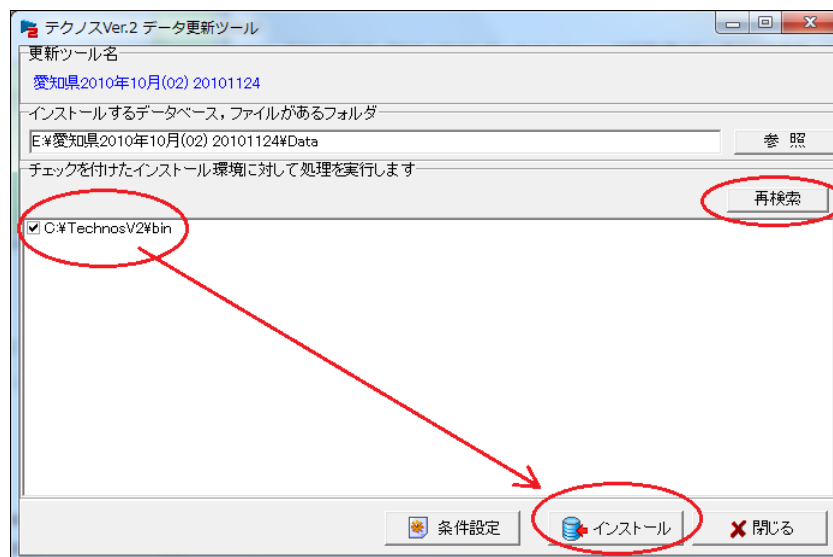 テクノスVer.2 データ更新ツール
更新ツール名
愛知県2010年10月(02) 20101124
インストールするデータベース，ファイルがあるフォルダ
E:¥愛知県2010年10月(02) 20101124¥Data
参 照
チェックを付けたインストール環境に対して処理を実行します
再検索
C:¥TechnosV2¥bin
条件設定
インストール
閉じる